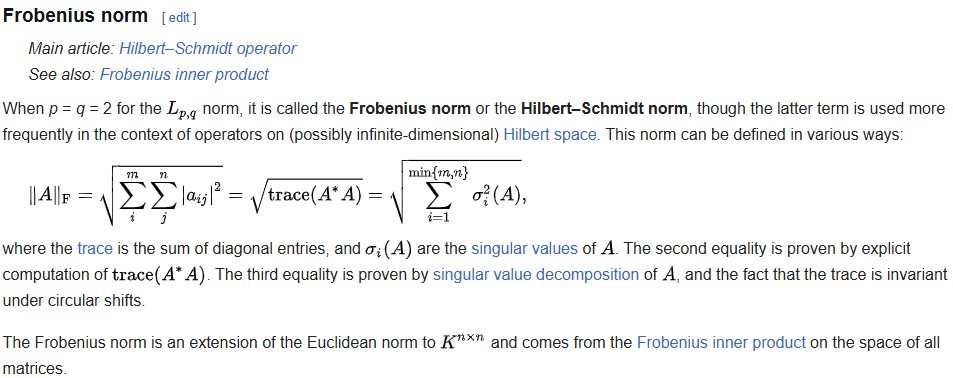 Frobenius norm [ edit ]
Main article: Hilbert–Schmidt operator
See also: Frobenius inner product
When p = q = 2 for the L_{p,q} norm, it is called the Frobenius norm or the Hilbert–Schmidt norm, though the latter term is used more
frequently in the context of operators on (possibly infinite-dimensional) Hilbert space. This norm can be defined in various ways:
‖A‖_F = \sqrt{\sum_{i}^{m} \sum_{j}^{n} |a_{ij}|^2} = \sqrt{trace(A^* A)} = \sqrt{\sum_{i=1}^{min{m,n}} σ_i^2(A)},
where the trace is the sum of diagonal entries, and σ_i(A) are the singular values of A. The second equality is proven by explicit
computation of trace(A^* A). The third equality is proven by singular value decomposition of A, and the fact that the trace is invariant
under circular shifts.
The Frobenius norm is an extension of the Euclidean norm to K^{n×n} and comes from the Frobenius inner product on the space of all
matrices.